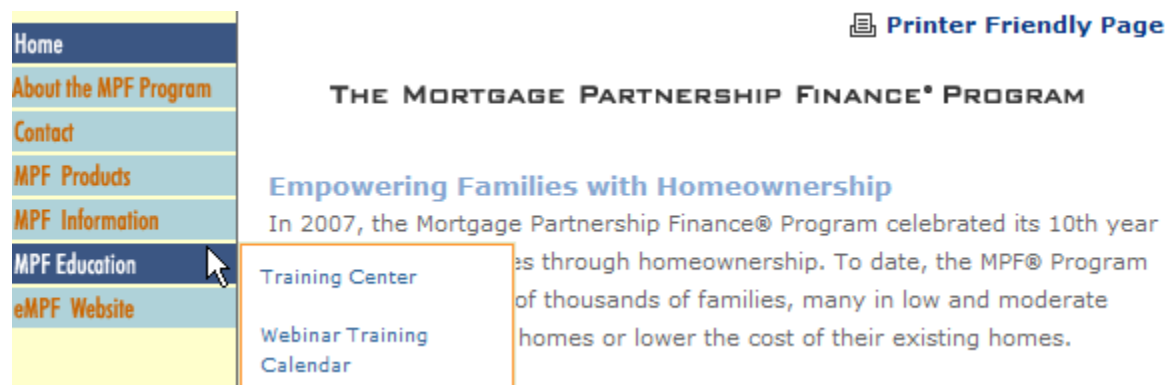 Printer Friendly Page
Home
About the MPF Program
Contact
MPF Products
MPF Information
MPF Education
eMPF Website
Training Center
Webinar Training
Calendar
THE MORTGAGE PARTNERSHIP FINANCE® PROGRAM
Empowering Families with Homeownership
In 2007, the Mortgage Partnership Finance® Program celebrated its 10th year
es through homeownership. To date, the MPF® Program
of thousands of families, many in low and moderate
homes or lower the cost of their existing homes.